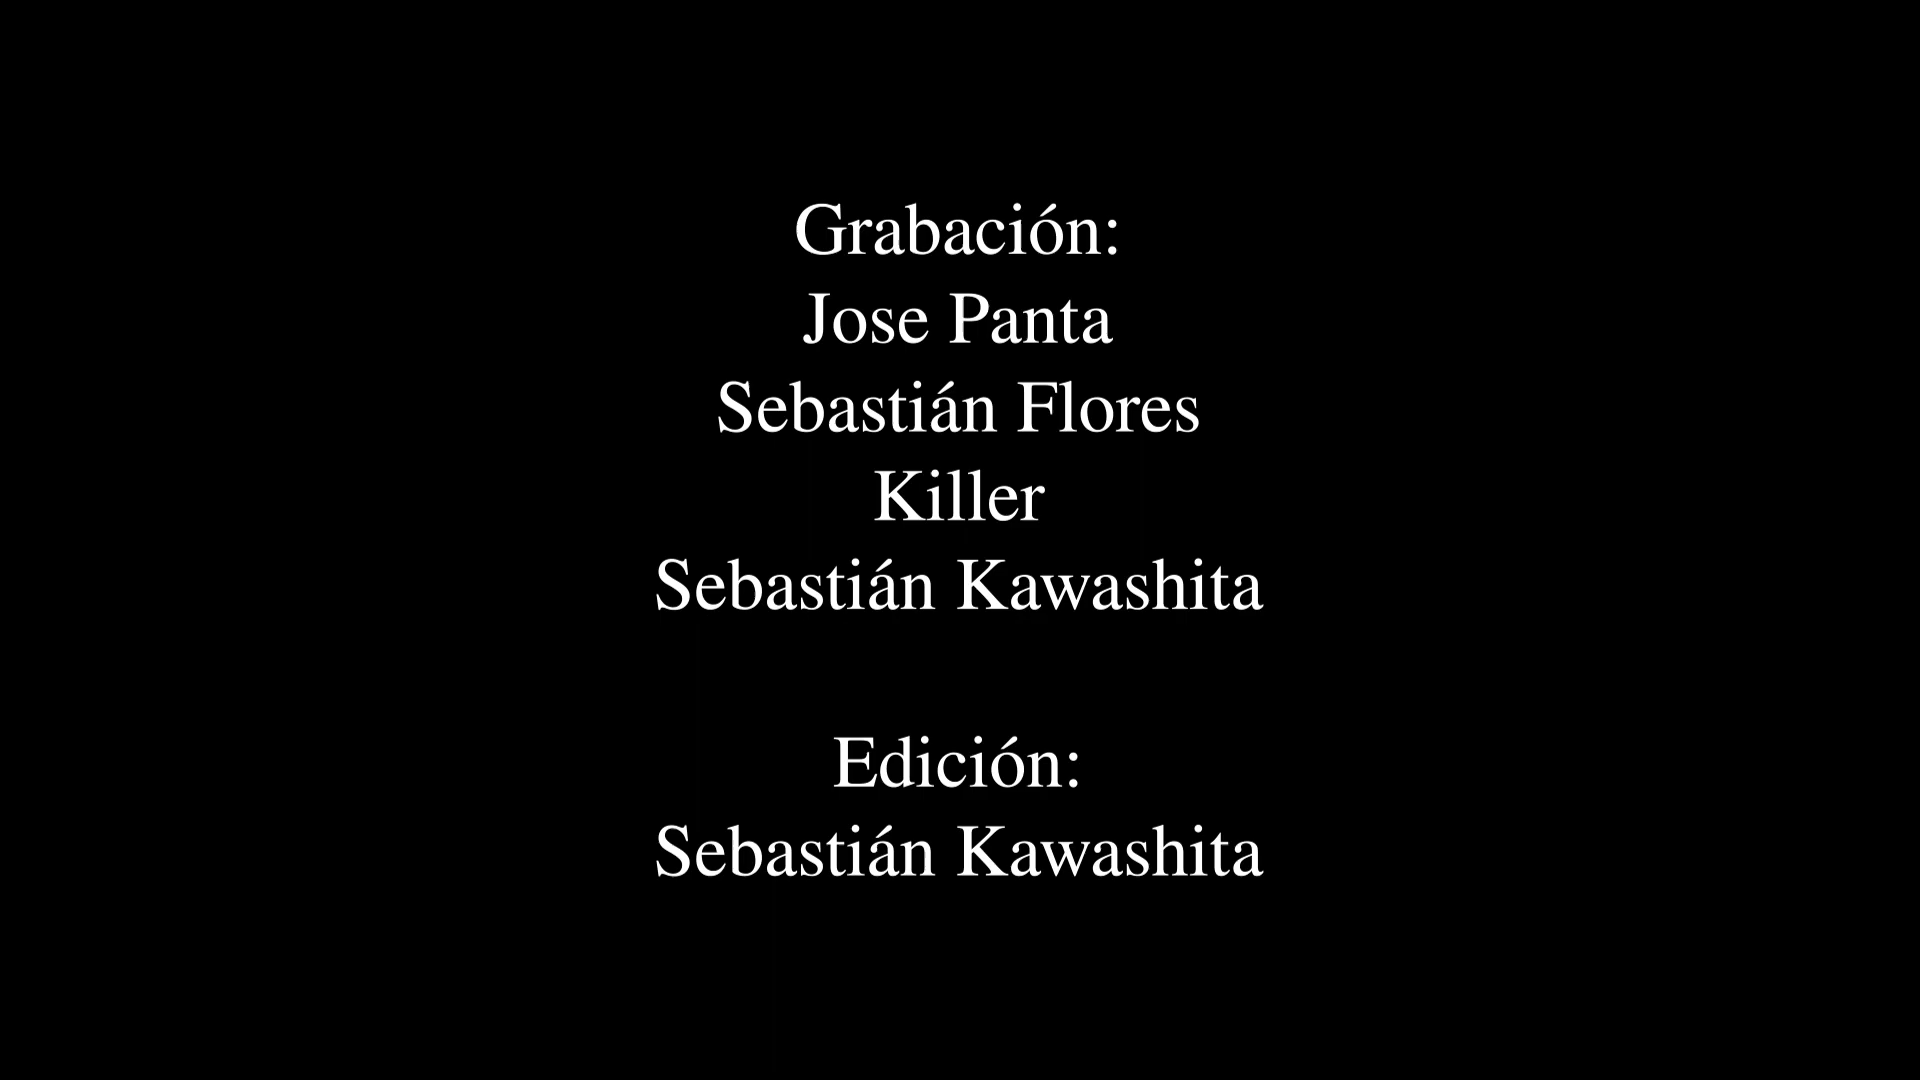 Grabación:
Jose Panta
Sebastián Flores
Killer
Sebastián Kawashita
Edición:
Sebastián Kawashita